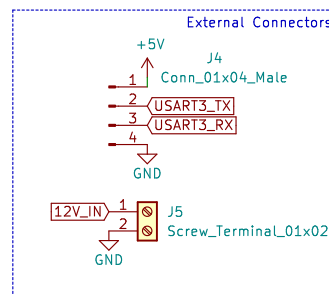 External Connectors
+5V
J4
Conn_01x04_Male
1
2 USART3_TX
3 USART3_RX
4
GND
12V_IN 1 J5
2 Screw_Terminal_01x02
GND